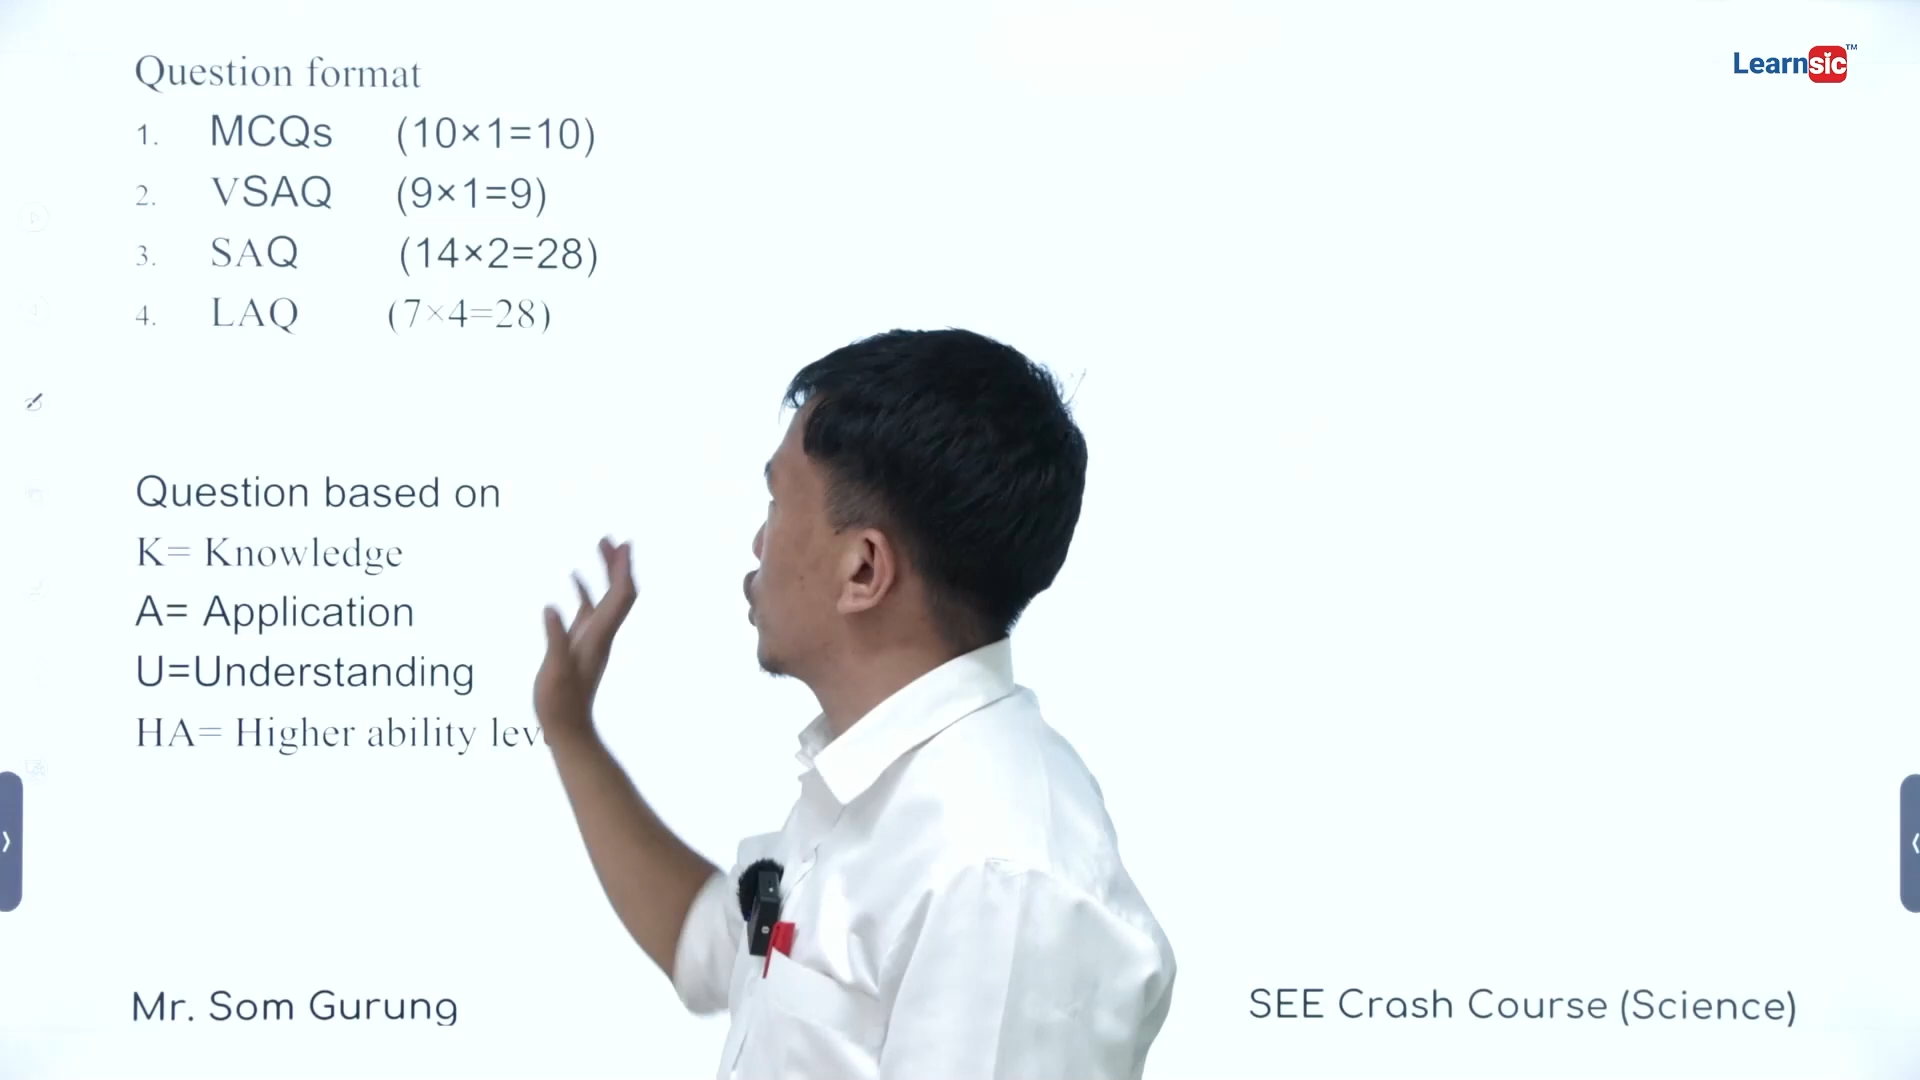 Learnsic™
Question format
1. MCQs (10×1=10)
2. VSAQ (9×1=9)
3. SAQ (14×2=28)
4. LAQ (7×4=28)
Question based on
K= Knowledge
A= Application
U=Understanding
HA= Higher ability
Mr. Som Gurung
SEE Crash Course (Science)